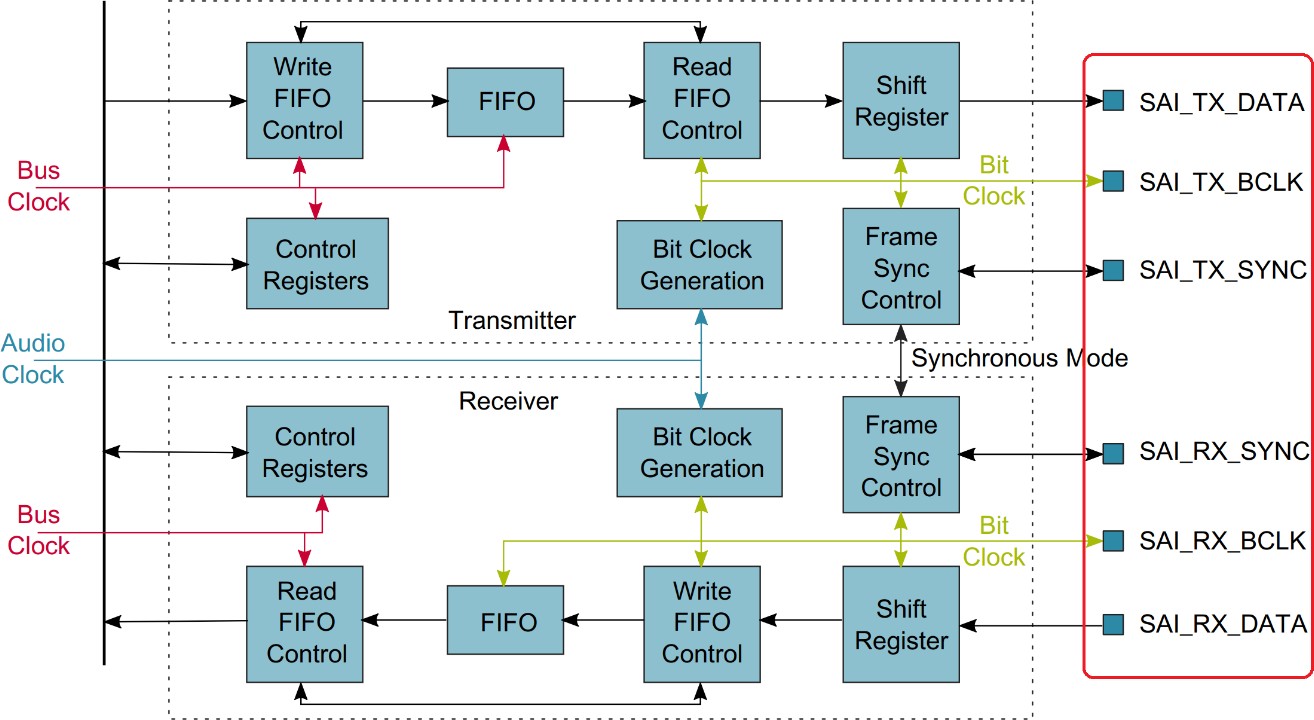 Write
FIFO
Control
FIFO
Read
FIFO
Control
Shift
Register
SAI_TX_DATA
Bus
Clock
Bit
Clock
SAI_TX_BCLK
Control
Registers
Bit Clock
Generation
Frame
Sync
Control
SAI_TX_SYNC
Transmitter
Audio
Clock
Synchronous Mode
Receiver
Control
Registers
Bit Clock
Generation
Frame
Sync
Control
SAI_RX_SYNC
Bus
Clock
Bit
Clock
SAI_RX_BCLK
Read
FIFO
Control
FIFO
Write
FIFO
Control
Shift
Register
SAI_RX_DATA